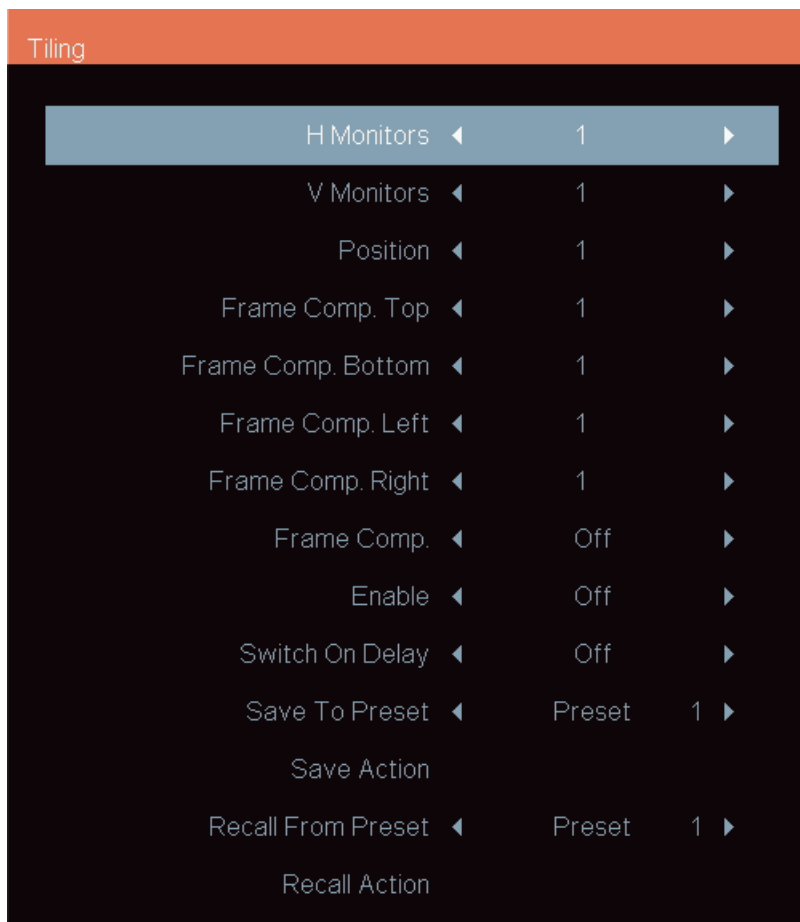 Tiling
H Monitors 1
V Monitors 1
Position 1
Frame Comp. Top 1
Frame Comp. Bottom 1
Frame Comp. Left 1
Frame Comp. Right 1
Frame Comp. Off
Enable Off
Switch On Delay Off
Save To Preset Preset 1
Save Action
Recall From Preset Preset 1
Recall Action